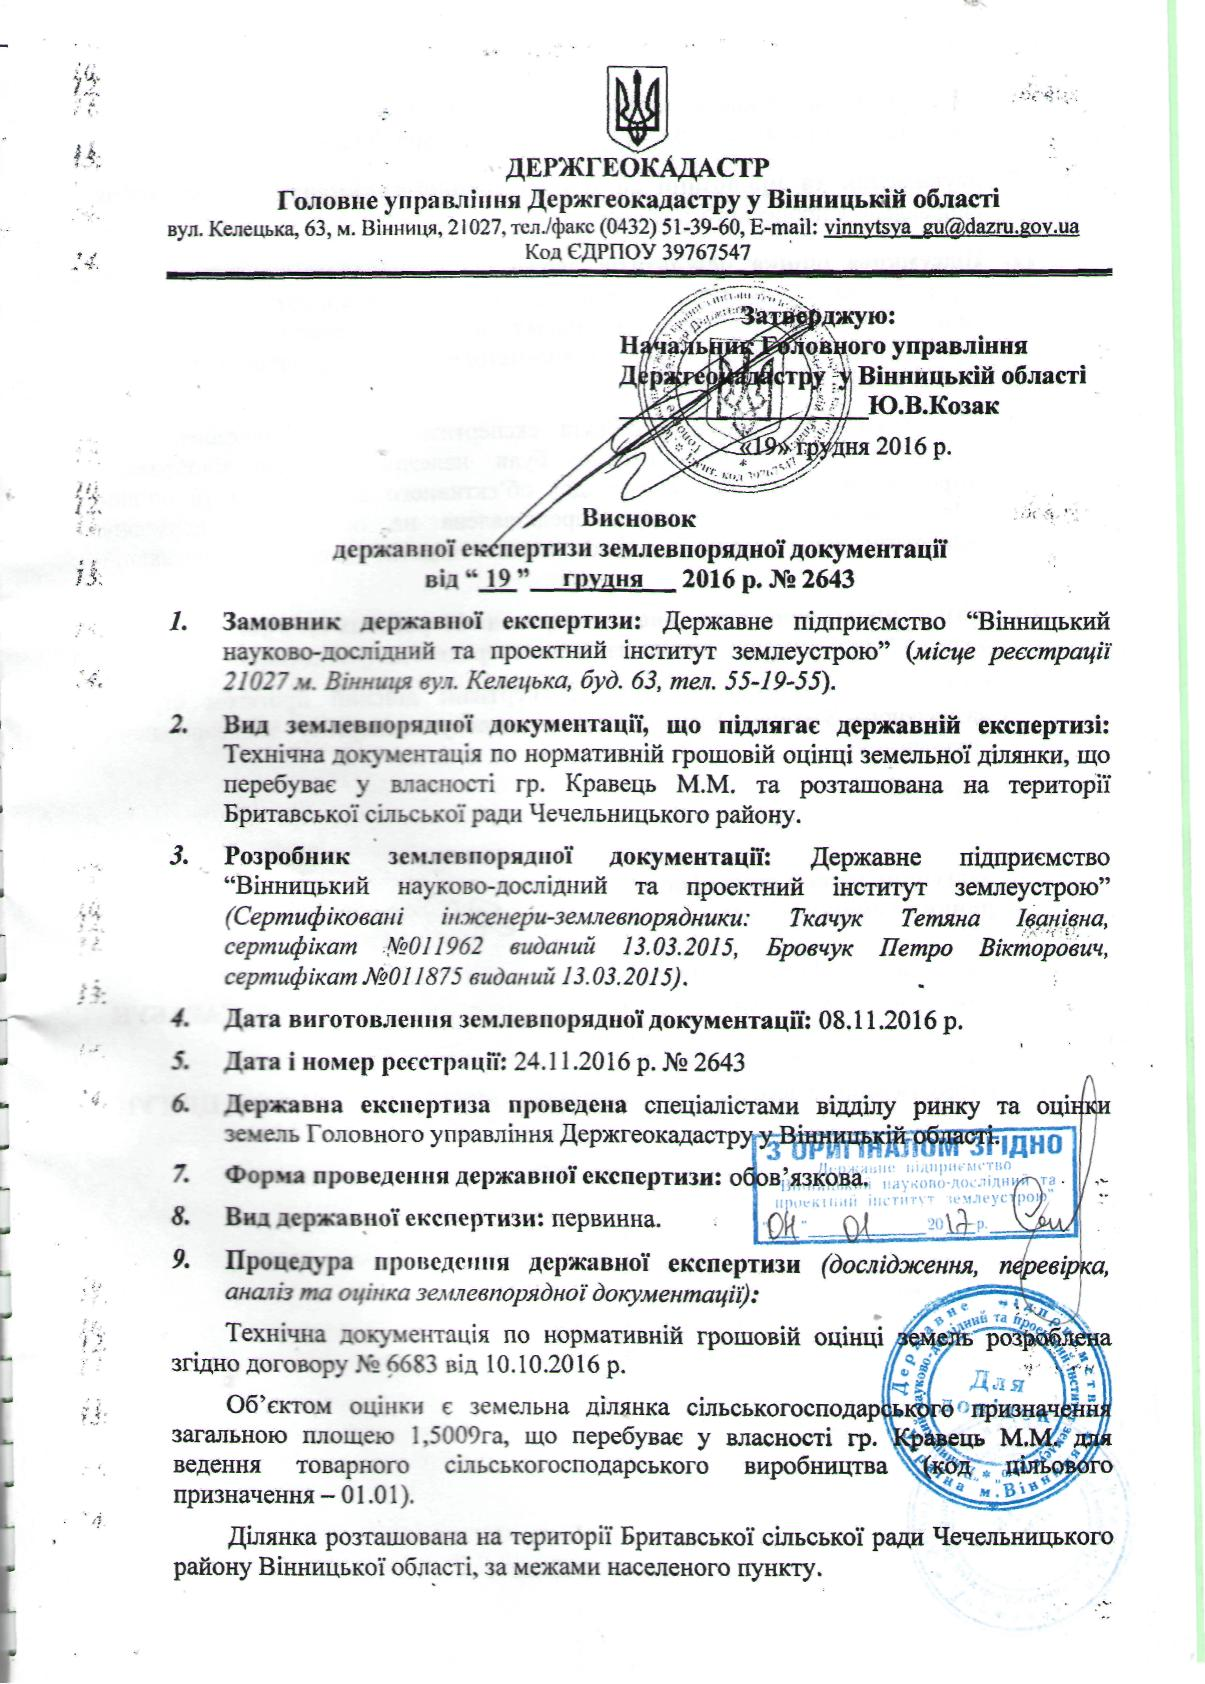 ДЕРЖГЕОКАДАСТР
Головне управління Держгеокадастру у Вінницькій області
вул. Келецька, 63, м. Вінниця, 21027, тел./факс (0432) 51-39-60, E-mail: vinnytsya_gu@dazru.gov.ua
Код ЄДРПОУ 39767547
Затверджую:
Начальник Головного управління
Держгеокадастру у Вінницькій області
Ю.В.Козак
«19» грудня 2016 р.
Висновок
державної експертизи землевпорядної документації
від “ 19 ” грудня 2016 р. № 2643
1. Замовник державної експертизи: Державне підприємство “Вінницький
науково-дослідний та проектний інститут землеустрою” (місце реєстрації
21027 м. Вінниця вул. Келецька, буд. 63, тел. 55-19-55).
2. Вид землевпорядної документації, що підлягає державній експертизі:
Технічна документація по нормативній грошовій оцінці земельної ділянки, що
перебуває у власності гр. Кравець М.М. та розташована на території
Бритавської сільської ради Чечельницького району.
3. Розробник землевпорядної документації: Державне підприємство
“Вінницький науково-дослідний та проектний інститут землеустрою”
(Сертифіковані інженери-землевпорядники: Ткачук Тетяна Іванівна,
сертифікат №011962 виданий 13.03.2015, Бровчук Петро Вікторович,
сертифікат №011875 виданий 13.03.2015).
4. Дата виготовлення землевпорядної документації: 08.11.2016 р.
5. Дата і номер реєстрації: 24.11.2016 р. № 2643
6. Державна експертиза проведена спеціалістами відділу ринку та оцінки
земель Головного управління Держгеокадастру у Вінницькій області.
З ОРИГІНАЛОМ ЗГІДНО
Державне підприємство
"Вінницький науково-дослідний та
проектний інститут землеустрою"
"04" 01 2017 р.
7. Форма проведення державної експертизи: обов’язкова.
8. Вид державної експертизи: первинна.
9. Процедура проведення державної експертизи (дослідження, перевірка,
аналіз та оцінка землевпорядної документації):
Технічна документація по нормативній грошовій оцінці земель розроблена
згідно договору № 6683 від 10.10.2016 р.
Об’єктом оцінки є земельна ділянка сільськогосподарського призначення
загальною площею 1,5009га, що перебуває у власності гр. Кравець М.М. для
ведення товарного сільськогосподарського виробництва (код цільового
призначення – 01.01).
Для
довідок
Ділянка розташована на території Бритавської сільської ради Чечельницького
району Вінницької області, за межами населеного пункту.